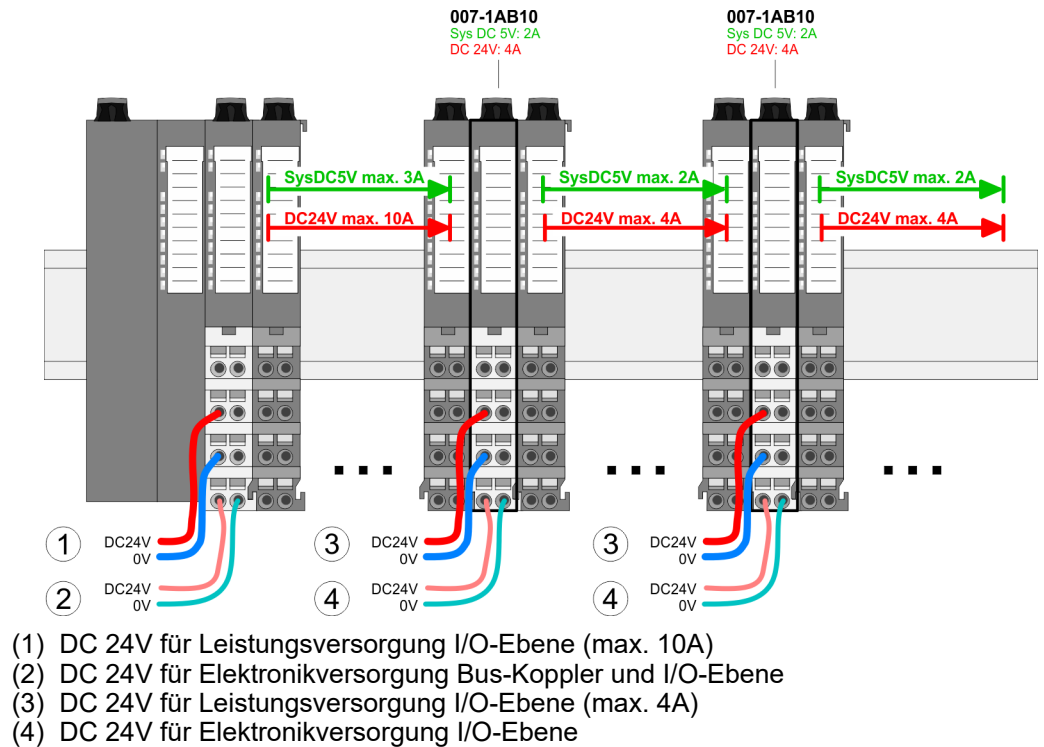 007-1AB10
Sys DC 5V: 2A
DC 24V: 4A
007-1AB10
Sys DC 5V: 2A
DC 24V: 4A
SysDC5V max. 3A
SysDC5V max. 2A
SysDC5V max. 2A
DC24V max. 10A
DC24V max. 4A
DC24V max. 4A
1
DC24V
0V
3
DC24V
0V
3
DC24V
0V
2
DC24V
0V
4
DC24V
0V
4
DC24V
0V
(1) DC 24V für Leistungsversorgung I/O-Ebene (max. 10A)
(2) DC 24V für Elektronikversorgung Bus-Koppler und I/O-Ebene
(3) DC 24V für Leistungsversorgung I/O-Ebene (max. 4A)
(4) DC 24V für Elektronikversorgung I/O-Ebene